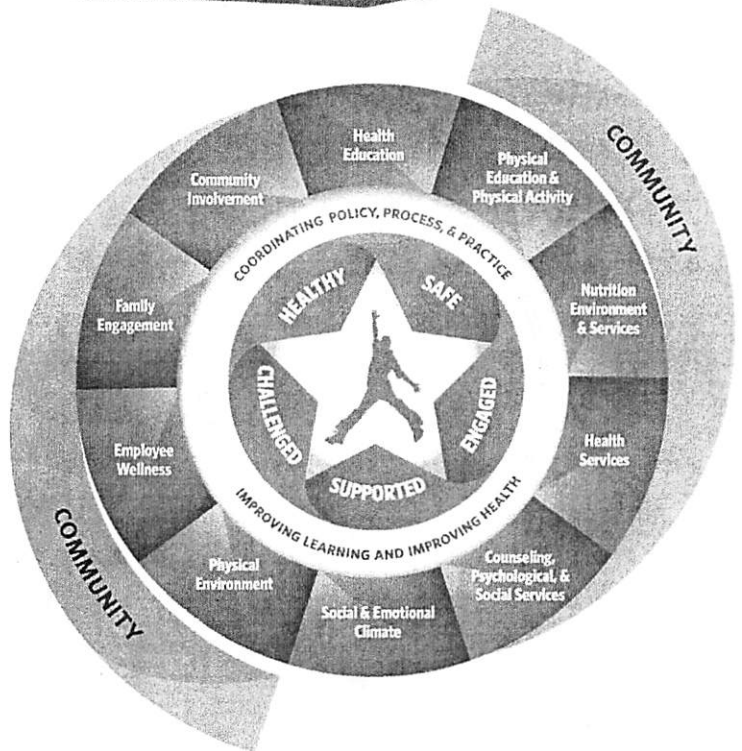 COMMUNITY
Health
Education
Physical
Education &
Physical Activity
Nutrition
Environment
& Services
Health
Services
Counseling,
Psychological, &
Social Services
Social & Emotional
Climate
Physical
Environment
Employee
Wellness
Family
Engagement
Community
Involvement
COORDINATING POLICY, PROCESS, & PRACTICE
IMPROVING LEARNING AND IMPROVING HEALTH
HEALTHY
SAFE
ENGAGED
SUPPORTED
CHALLENGED
COMMUNITY